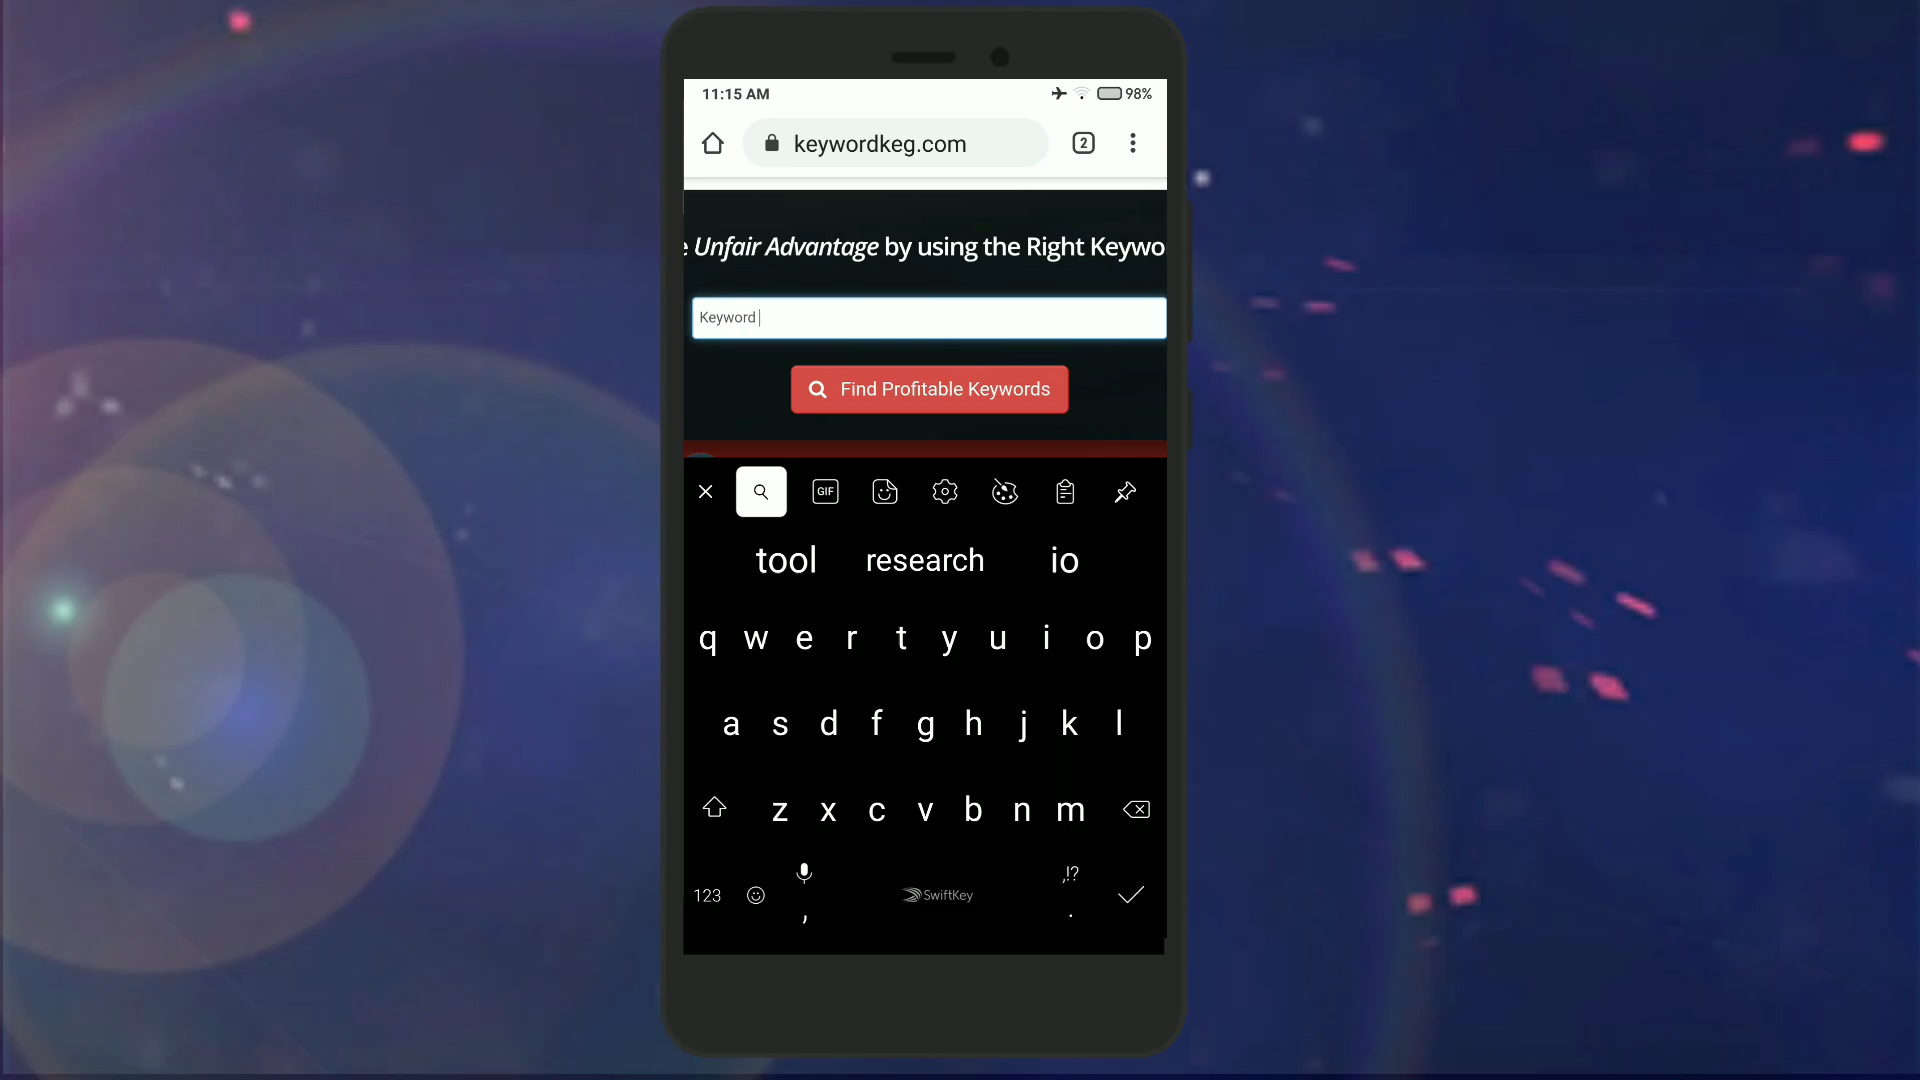 11:15 AM 98%
keywordkeg.com 2
Unfair Advantage by using the Right Keywo
Keyword
Find Profitable Keywords
GIF
tool research io
q w e r t y u i o p
a s d f g h j k l
z x c v b n m
,!?
123 SwiftKey
, .